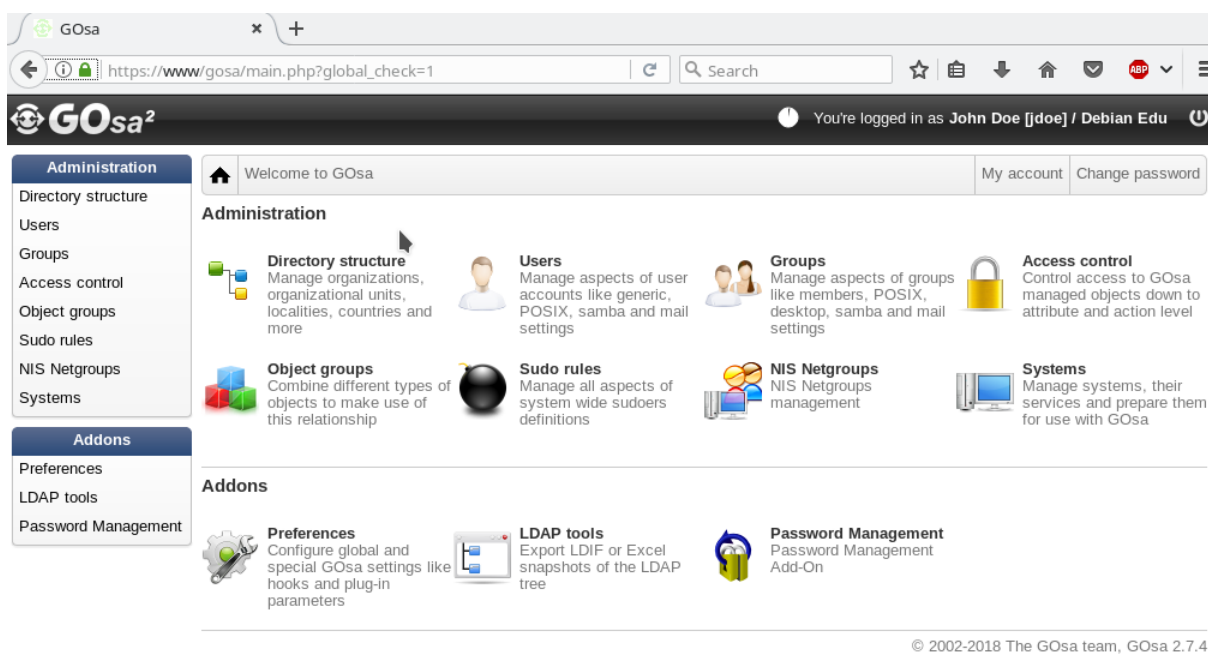 GOsa
https://www/gosa/main.php?global_check=1
Search
ABP
GOsa²
You're logged in as John Doe [jdoe] / Debian Edu
Administration
Directory structure
Users
Groups
Access control
Object groups
Sudo rules
NIS Netgroups
Systems
Addons
Preferences
LDAP tools
Password Management
Welcome to GOsa
My account
Change password
Administration
Directory structure
Manage organizations,
organizational units,
localities, countries and
more
Users
Manage aspects of user
accounts like generic,
POSIX, samba and mail
settings
Groups
Manage aspects of groups
like members, POSIX,
desktop, samba and mail
settings
Access control
Control access to GOsa
managed objects down to
attribute and action level
Object groups
Combine different types of
objects to make use of
this relationship
Sudo rules
Manage all aspects of
system wide sudoers
definitions
NIS Netgroups
NIS Netgroups
management
Systems
Manage systems, their
services and prepare them
for use with GOsa
Addons
Preferences
Configure global and
special GOsa settings like
hooks and plug-in
parameters
LDAP tools
Export LDIF or Excel
snapshots of the LDAP
tree
Password Management
Password Management
Add-On
© 2002-2018 The GOsa team, GOsa 2.7.4